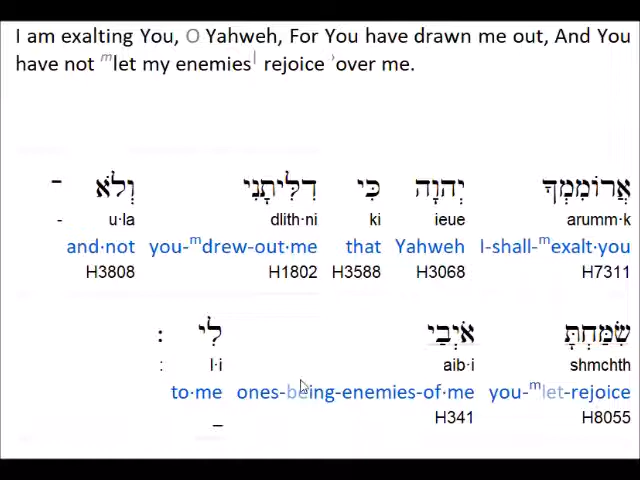 I am exalting You, O Yahweh, For You have drawn me out, And You
have not ᵐlet my enemies| rejoice ʾover me.
אֲרוֹמִמְךָ יְהוָה כִּי דִלִּיתָנִי וְלֹא ־
arumm·k ieue ki dlith·ni u·la -
I-shall-ᵐexalt·you Yahweh that you-ᵐdrew-out·me and·not
H7311 H3068 H3588 H1802 H3808
שִׂמַּחְתָּ אֹיְבַי לִי :
shmchth aib·i l·i :
you-ᵐlet-rejoice ones-being-enemies-of·me to·me
H8055 H341 _